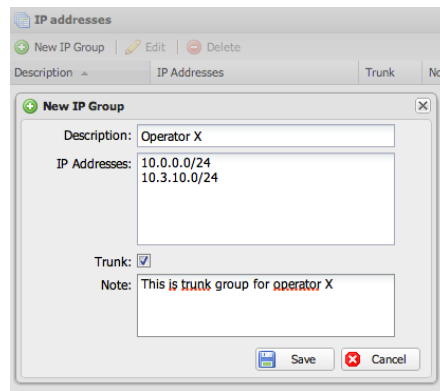 IP addresses
New IP Group Edit Delete
Description IP Addresses Trunk No
New IP Group
Description: Operator X
IP Addresses: 10.0.0.0/24
10.3.10.0/24
Trunk:
Note: This is trunk group for operator X
Save Cancel